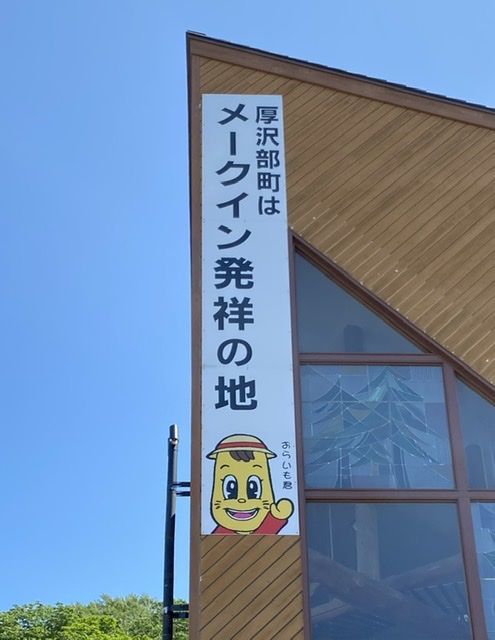 厚沢部町は
メークイン発祥の地
おらいも君